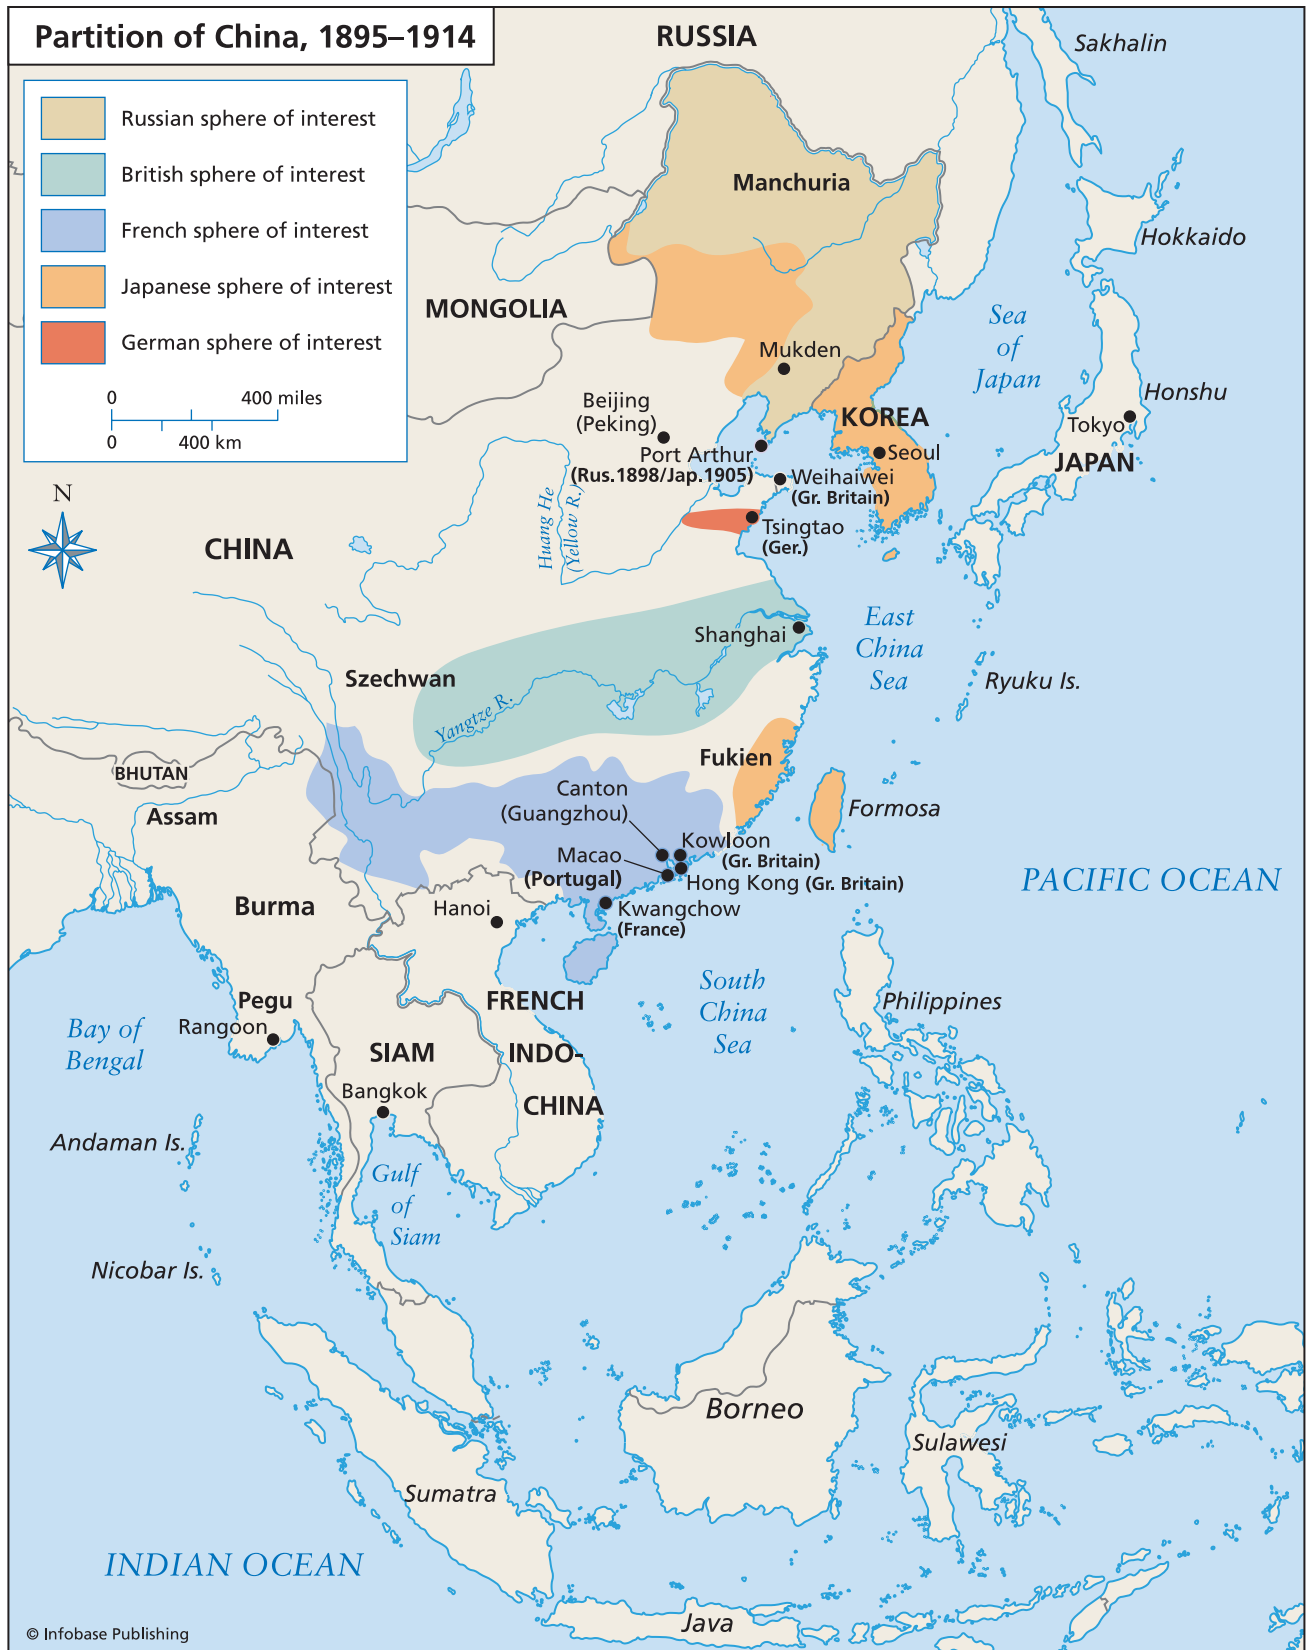 Partition of China, 1895–1914
Russian sphere of interest
British sphere of interest
French sphere of interest
Japanese sphere of interest
German sphere of interest
0 400 miles
0 400 km
N
RUSSIA
Sakhalin
Manchuria
Hokkaido
MONGOLIA
Sea
of
Japan
Mukden
Honshu
Beijing
(Peking)
KOREA
Tokyo
Port Arthur
(Rus.1898/Jap.1905)
Seoul
JAPAN
Weihaiwei
(Gr. Britain)
Huang He
(Yellow R.)
Tsingtao
(Ger.)
CHINA
East
China
Sea
Shanghai
Szechwan
Ryuku Is.
Yangtze R.
Fukien
BHUTAN
Canton
(Guangzhou)
Formosa
Assam
Kowloon
(Gr. Britain)
Macao
(Portugal)
Hong Kong (Gr. Britain)
PACIFIC OCEAN
Burma
Hanoi
Kwangchow
(France)
South
China
Sea
Pegu
FRENCH
INDO-
CHINA
Philippines
Rangoon
Bay of
Bengal
SIAM
Bangkok
Andaman Is.
Gulf
of
Siam
Nicobar Is.
Borneo
Sulawesi
Sumatra
INDIAN OCEAN
Java
© Infobase Publishing